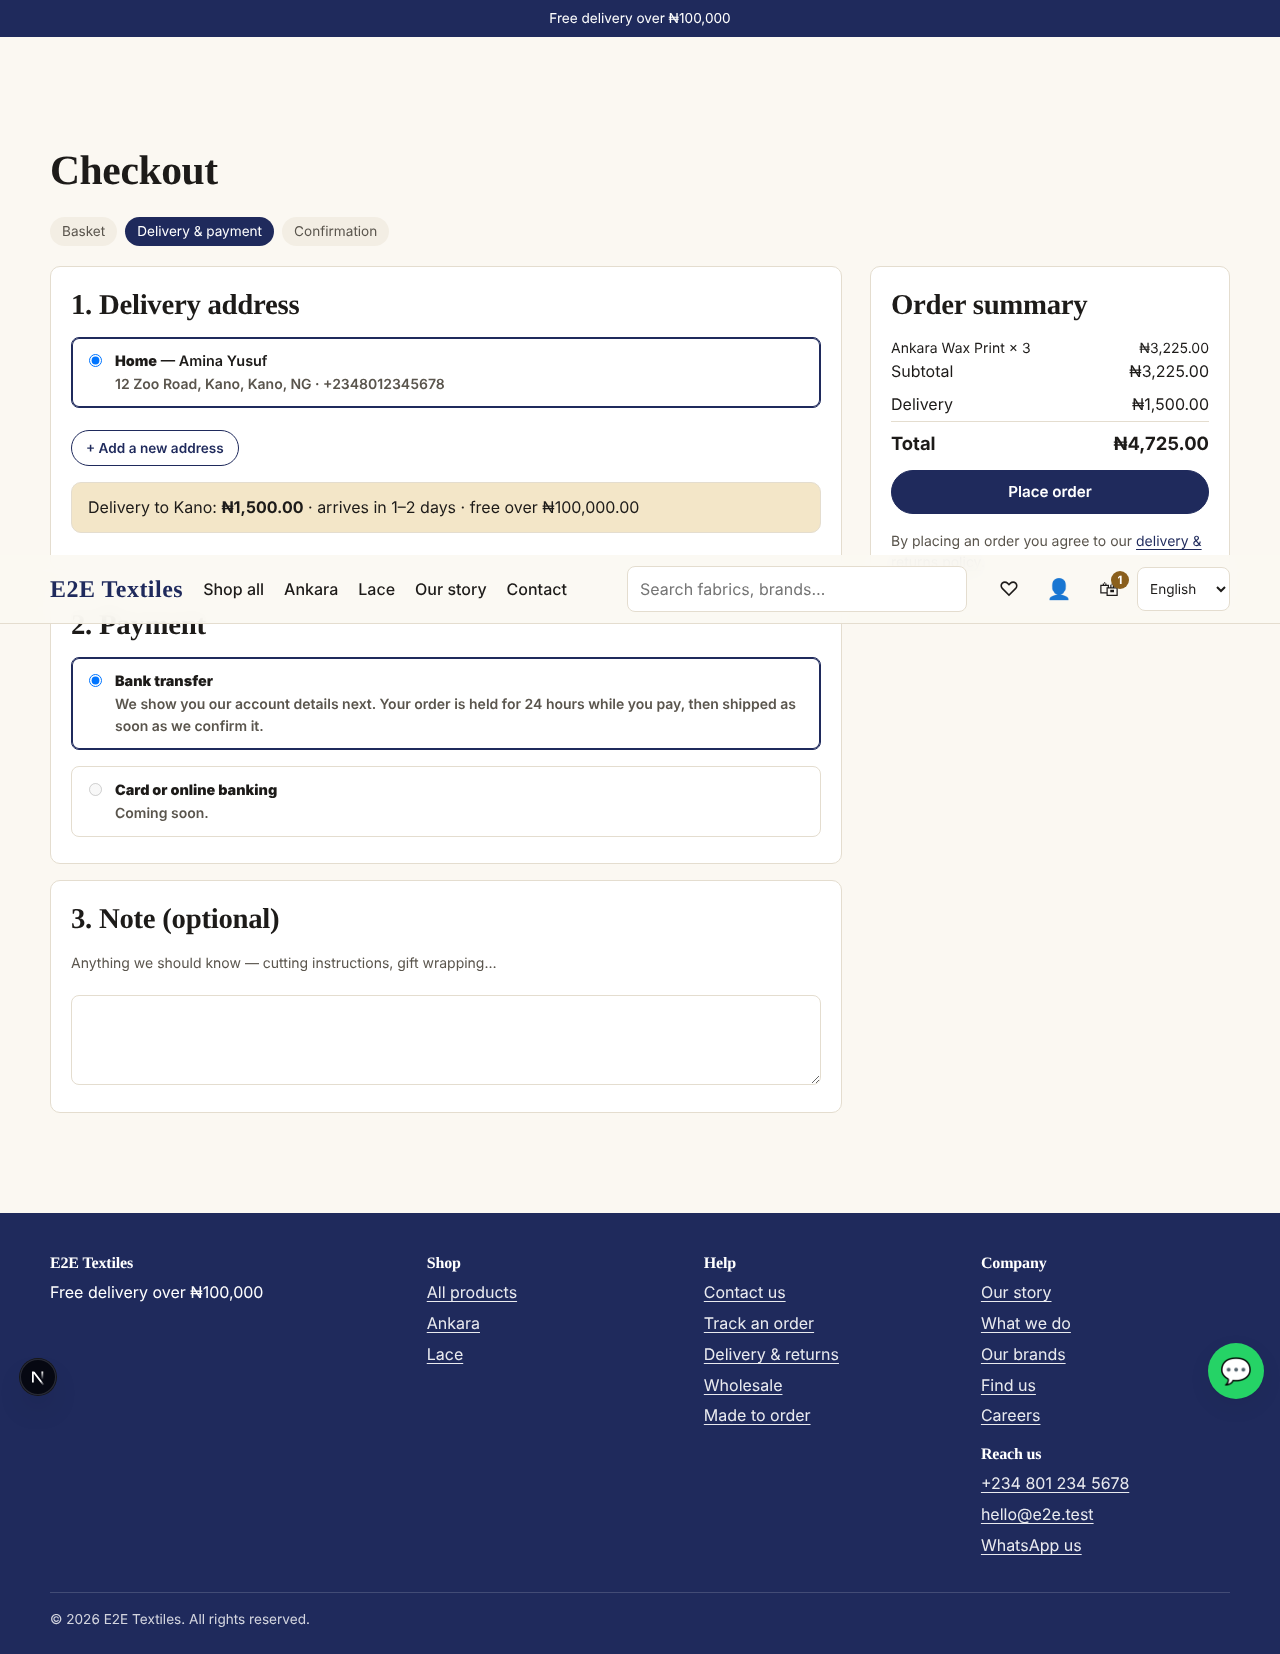 Free delivery over ₦100,000
Checkout
Basket
Delivery & payment
Confirmation
1. Delivery address
Home — Amina Yusuf
12 Zoo Road, Kano, Kano, NG · +2348012345678
+ Add a new address
Delivery to Kano: ₦1,500.00 · arrives in 1–2 days · free over ₦100,000.00
Order summary
Ankara Wax Print × 3 ₦3,225.00
Subtotal ₦3,225.00
Delivery ₦1,500.00
Total ₦4,725.00
Place order
By placing an order you agree to our delivery &
E2E Textiles
Shop all
Ankara
Lace
Our story
Contact
Search fabrics, brands…
1
English
2. Payment
Bank transfer
We show you our account details next. Your order is held for 24 hours while you pay, then shipped as
soon as we confirm it.
Card or online banking
Coming soon.
3. Note (optional)
Anything we should know — cutting instructions, gift wrapping…
E2E Textiles
Free delivery over ₦100,000
Shop
All products
Ankara
Lace
Help
Contact us
Track an order
Delivery & returns
Wholesale
Made to order
Company
Our story
What we do
Our brands
Find us
Careers
Reach us
+234 801 234 5678
hello@e2e.test
WhatsApp us
N
© 2026 E2E Textiles. All rights reserved.